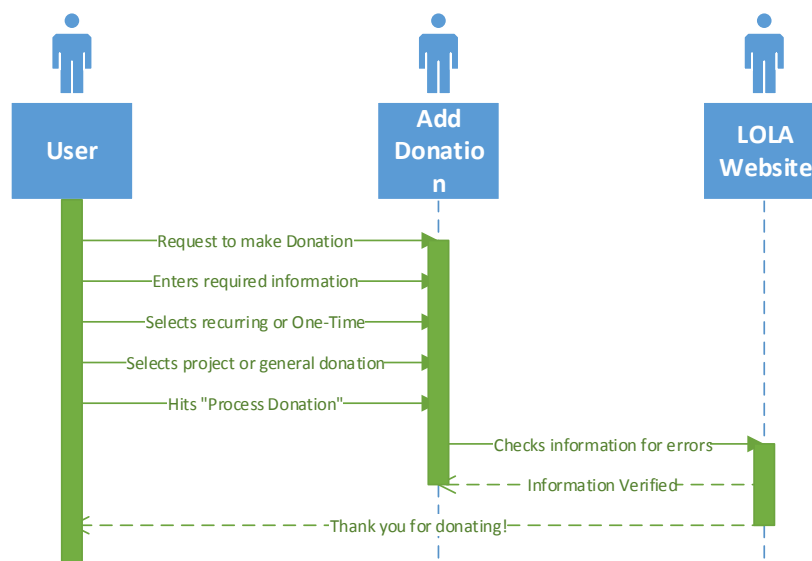 User
Add
Donatio
n
LOLA
Website
Request to make Donation
Enters required information
Selects recurring or One-Time
Selects project or general donation
Hits "Process Donation"
Checks information for errors
Information Verified
Thank you for donating!